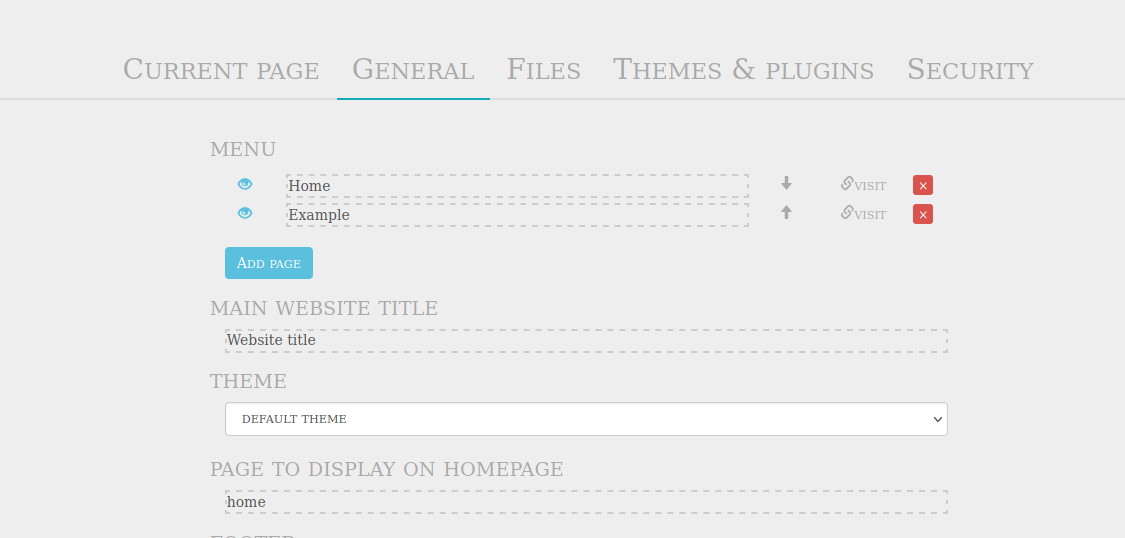 Current page General Files Themes & plugins Security
MENU
Home VISIT ×
Example VISIT ×
Add page
MAIN WEBSITE TITLE
Website title
THEME
DEFAULT THEME
PAGE TO DISPLAY ON HOMEPAGE
home
FOOTER